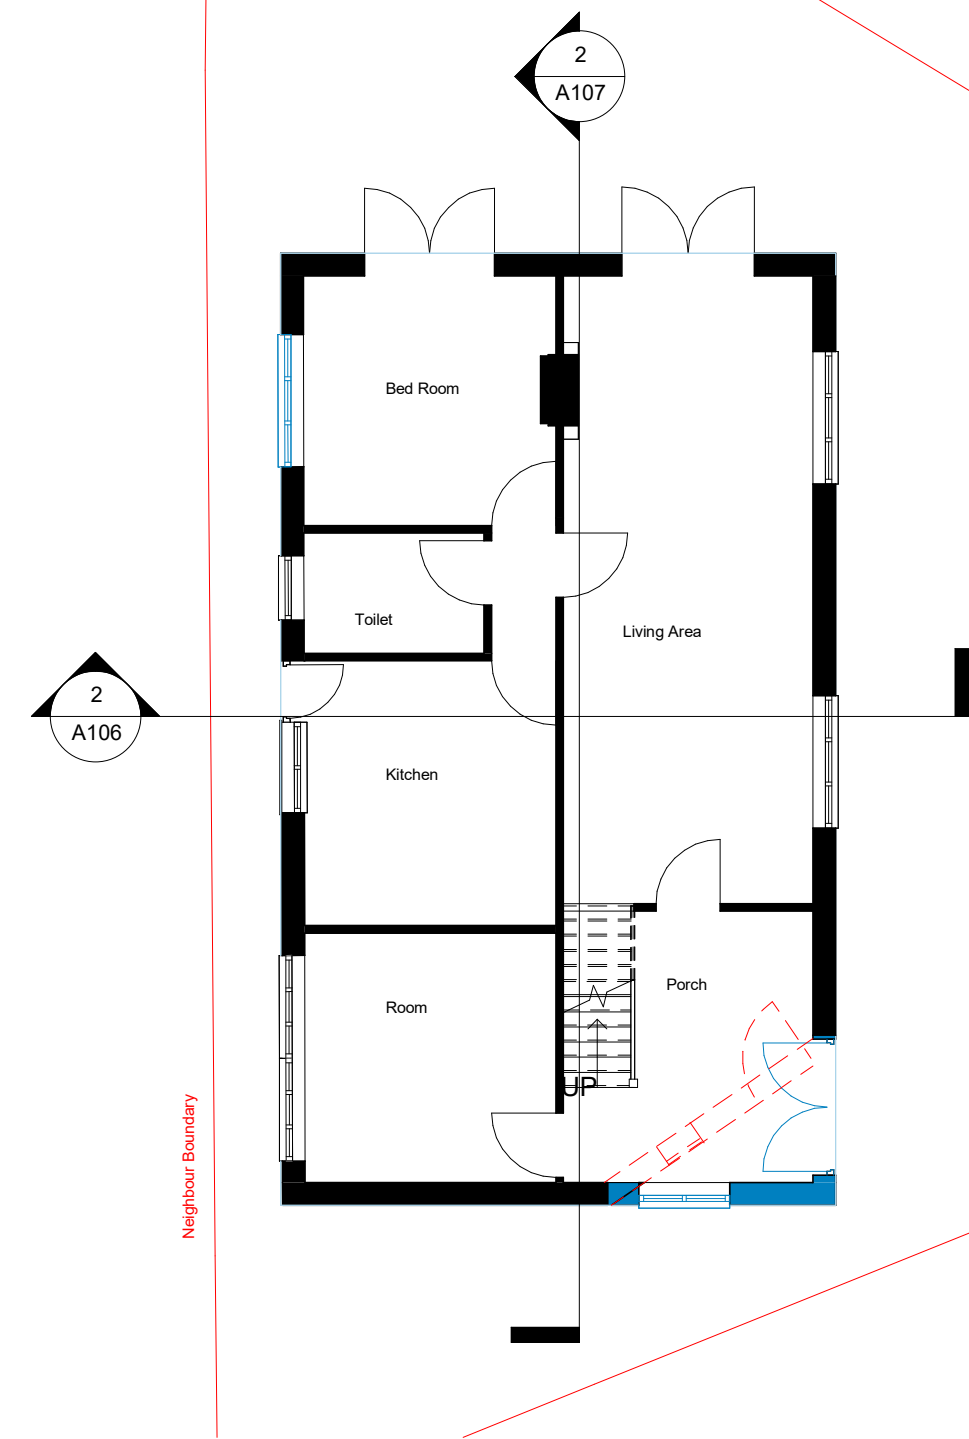 2
A107
Bed Room
Toilet
Living Area
2
A106
Kitchen
Porch
Room
UP
Neighbour Boundary